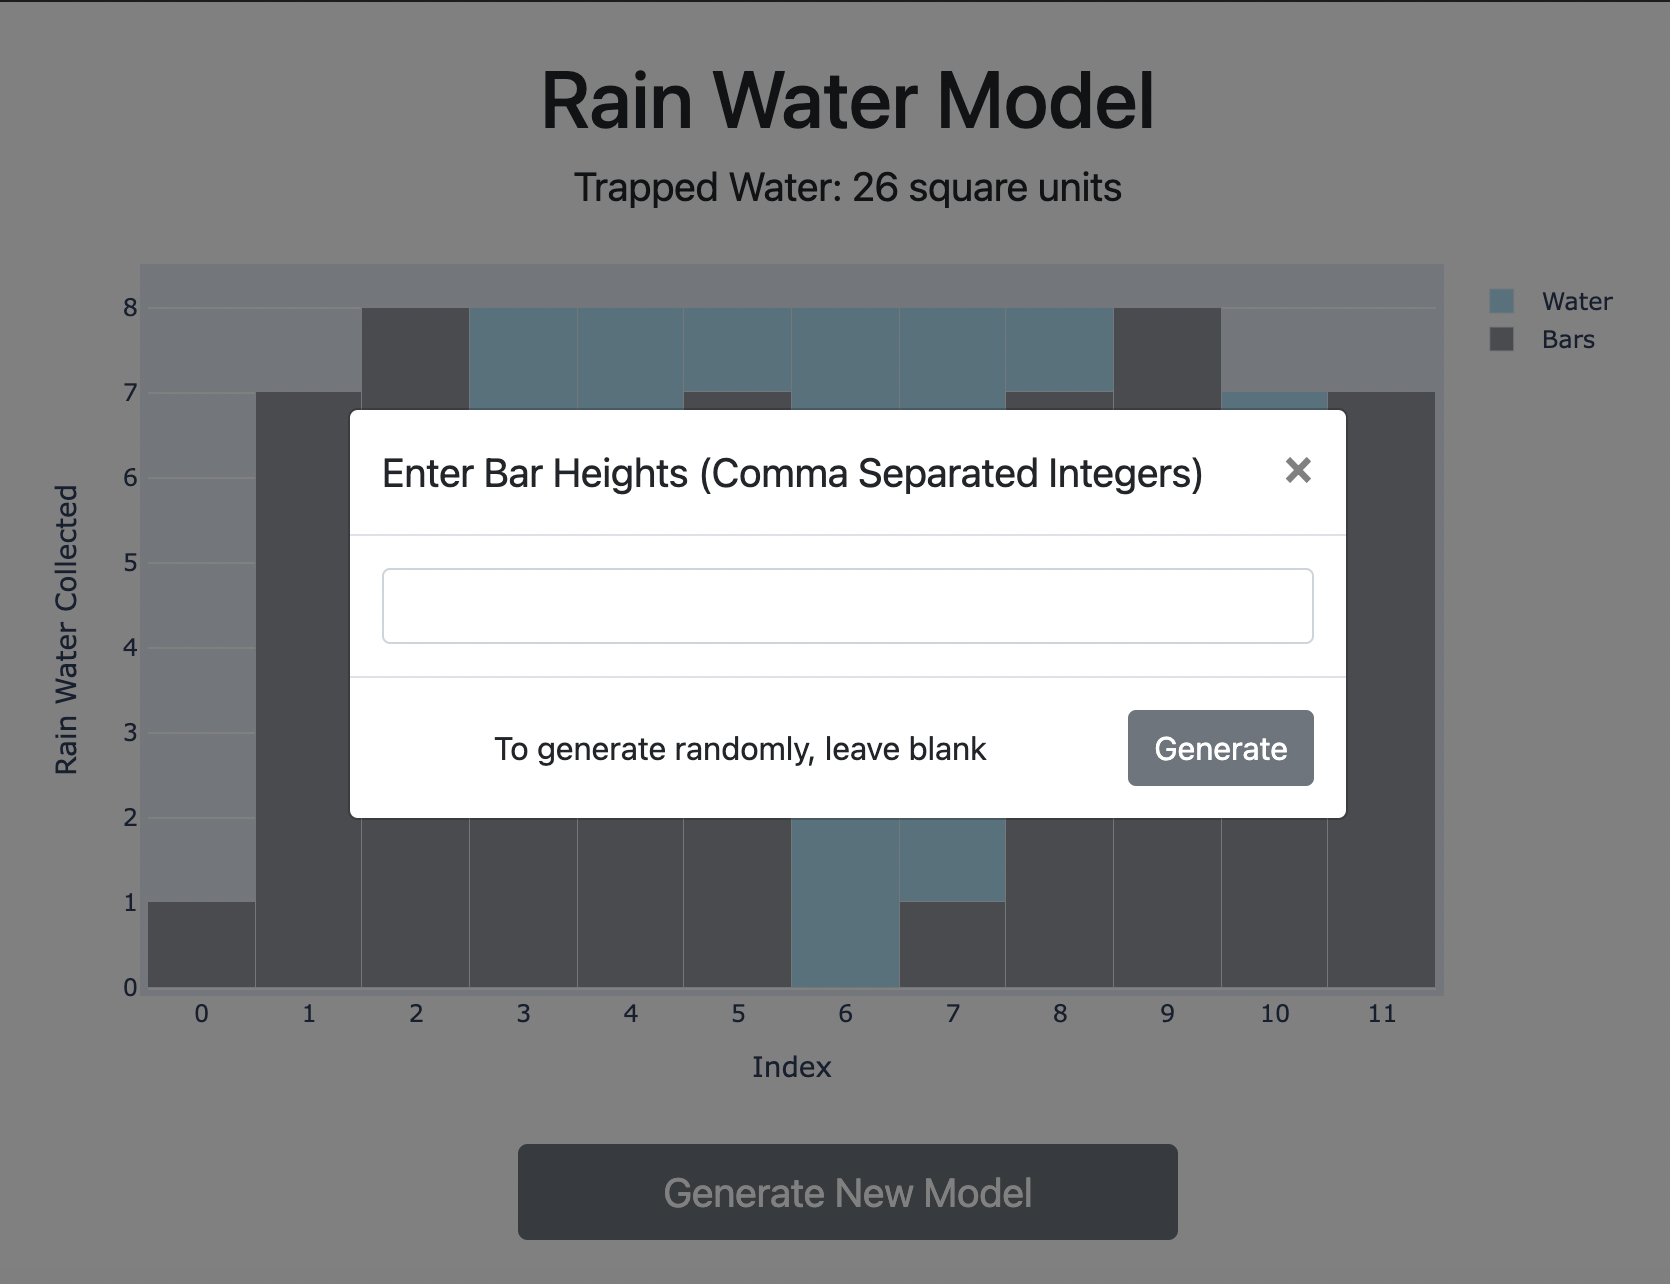 Rain Water Model
Trapped Water: 26 square units
Water
Bars
8
7
6
5
4
3
2
1
0
Rain Water Collected
Enter Bar Heights (Comma Separated Integers) ×
To generate randomly, leave blank
Generate
0 1 2 3 4 5 6 7 8 9 10 11
Index
Generate New Model